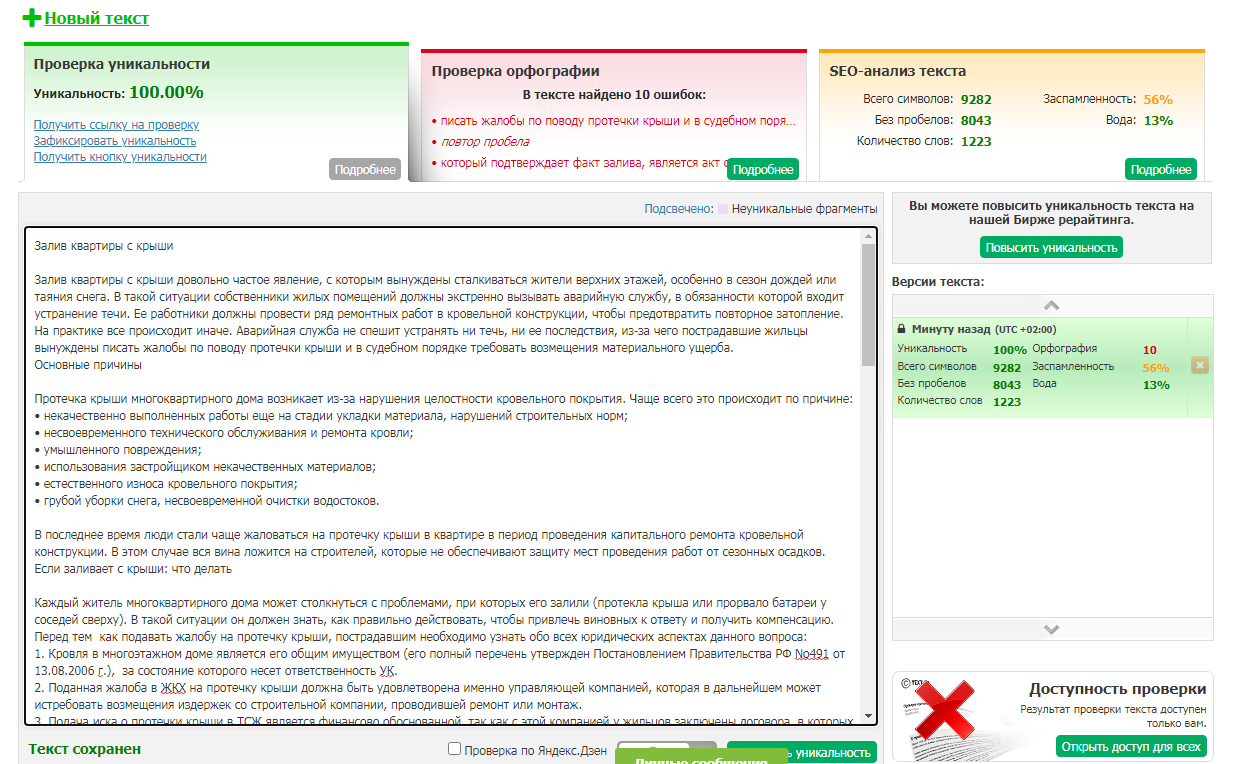 Новый текст
Проверка уникальности
Уникальность: 100.00%
Получить ссылку на проверку
Зафиксировать уникальность
Получить кнопку уникальности
Подробнее
Проверка орфографии
В тексте найдено 10 ошибок:
• писать жалобы по поводу протечки крыши и в судебном поря...
• повтор пробела
• который подтверждает факт залива, является акт
Подробнее
SEO-анализ текста
Всего символов: 9282 Заспамленность: 56%
Без пробелов: 8043 Вода: 13%
Количество слов: 1223
Подробнее
Подсвечено: Неуникальные фрагменты
Залив квартиры с крыши
Залив квартиры с крыши довольно частое явление, с которым вынуждены сталкиваться жители верхних этажей, особенно в сезон дождей или
таяния снега. В такой ситуации собственники жилых помещений должны экстренно вызывать аварийную службу, в обязанности которой входит
устранение течи. Ее работники должны провести ряд ремонтных работ в кровельной конструкции, чтобы предотвратить повторное затопление.
На практике все происходит иначе. Аварийная служба не спешит устранять ни течь, ни ее последствия, из-за чего пострадавшие жильцы
вынуждены писать жалобы по поводу протечки крыши и в судебном порядке требовать возмещения материального ущерба.
Основные причины
Протечка крыши многоквартирного дома возникает из-за нарушения целостности кровельного покрытия. Чаще всего это происходит по причине:
• некачественно выполненных работы еще на стадии укладки материала, нарушений строительных норм;
• несвоевременного технического обслуживания и ремонта кровли;
• умышленного повреждения;
• использования застройщиком некачественных материалов;
• естественного износа кровельного покрытия;
• грубой уборки снега, несвоевременной очистки водостоков.
В последнее время люди стали чаще жаловаться на протечку крыши в квартире в период проведения капитального ремонта кровельной
конструкции. В этом случае вся вина ложится на строителей, которые не обеспечивают защиту мест проведения работ от сезонных осадков.
Если заливает с крыши: что делать
Каждый житель многоквартирного дома может столкнуться с проблемами, при которых его залили (протекла крыша или прорвало батареи у
соседей сверху). В такой ситуации он должен знать, как правильно действовать, чтобы привлечь виновных к ответу и получить компенсацию.
Перед тем  как подавать жалобу на протечку крыши, пострадавшим необходимо узнать обо всех юридических аспектах данного вопроса:
1. Кровля в многоэтажном доме является его общим имуществом (его полный перечень утвержден Постановлением Правительства РФ No491 от
13.08.2006 г.),  за состояние которого несет ответственность УК.
2. Поданная жалоба в ЖКХ на протечку крыши должна быть удовлетворена именно управляющей компанией, которая в дальнейшем может
истребовать возмещения издержек со строительной компании, проводившей ремонт или монтаж.
3. Подача иска о протечки крыши в ТСЖ является финансово обоснованной, так как с этой компанией у жильцов заключены договора, в которых
Текст сохранен
Проверка по Яндекс.Дзен
уникальность
Личные сообщения
Вы можете повысить уникальность текста на
нашей Бирже рерайтинга.
Повысить уникальность
Версии текста:
Минуту назад (UTC +02:00)
Уникальность 100% Орфография 10
Всего символов 9282 Заспамленность 56%
Без пробелов 8043 Вода 13%
Количество слов 1223
Доступность проверки
Результат проверки текста доступен
только вам.
Открыть доступ для всех